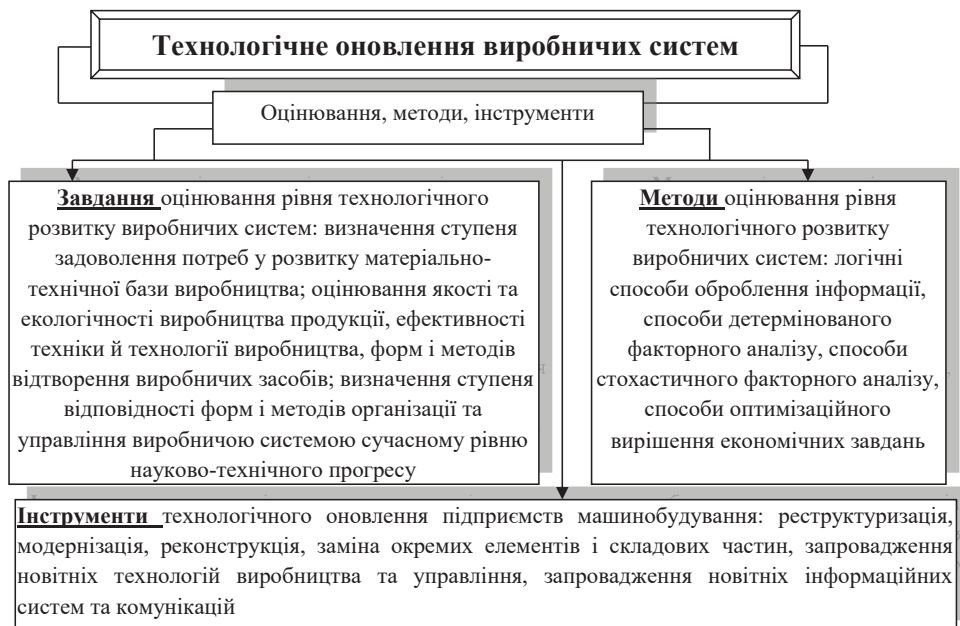 Технологічне оновлення виробничих систем
Оцінювання, методи, інструменти
Завдання оцінювання рівня технологічного
розвитку виробничих систем: визначення ступеня
задоволення потреб у розвитку матеріально-
технічної бази виробництва; оцінювання якості та
екологічності виробництва продукції, ефективності
техніки й технології виробництва, форм і методів
відтворення виробничих засобів; визначення ступеня
відповідності форм і методів організації та
управління виробничою системою сучасному рівню
науково-технічного прогресу
Методи оцінювання рівня
технологічного розвитку
виробничих систем: логічні
способи оброблення інформації,
способи детермінованого
факторного аналізу, способи
стохастичного факторного аналізу,
способи оптимізаційного
вирішення економічних завдань
Інструменти технологічного оновлення підприємств машинобудування: реструктуризація,
модернізація, реконструкція, заміна окремих елементів і складових частин, запровадження
новітніх технологій виробництва та управління, запровадження новітніх інформаційних
систем та комунікацій